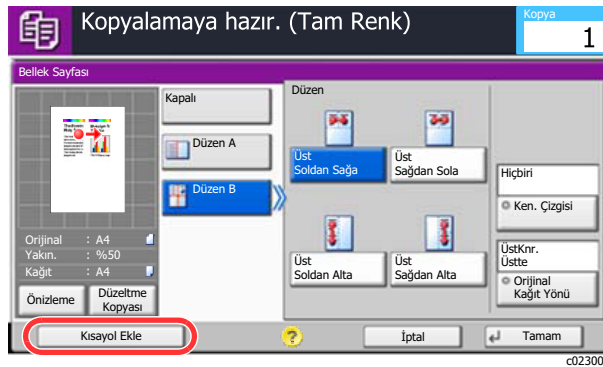 Kopyalamaya hazır. (Tam Renk)
Kopya
1
Bellek Sayfası
Orijinal : A4
Yakın. : %50
Kağıt : A4
Önizleme
Düzeltme
Kopyası
Kapalı
Düzen A
Düzen B
Düzen
Üst
Soldan Sağa
Üst
Sağdan Sola
Üst
Soldan Alta
Üst
Sağdan Alta
Hiçbiri
Ken. Çizgisi
ÜstKnr.
Üstte
Orijinal
Kağıt Yönü
Kısayol Ekle
?
İptal
Tamam
c02300